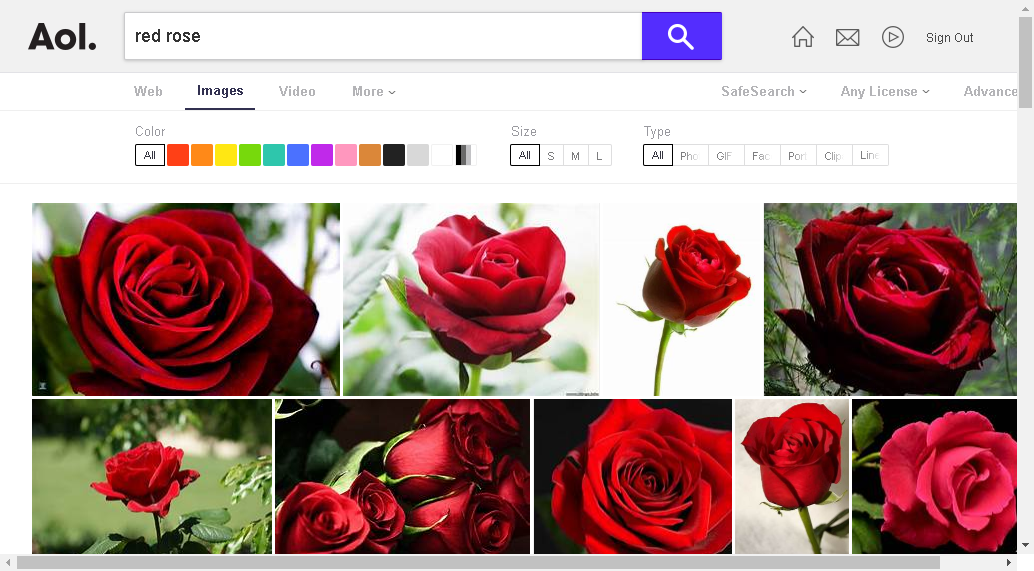 Aol.
red rose
Sign Out
Web Images Video More
SafeSearch Any License Advance
Color Size Type
All All S M L All Pho GIF Fac Por Clip Line